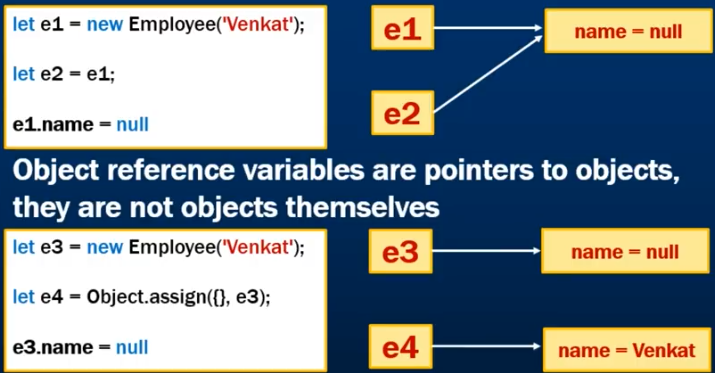 let e1 = new Employee('Venkat');
let e2 = e1;
e1.name = null
e1
e2
name = null
Object reference variables are pointers to objects,
they are not objects themselves
let e3 = new Employee('Venkat');
let e4 = Object.assign({}, e3);
e3.name = null
e3
name = null
e4
name = Venkat